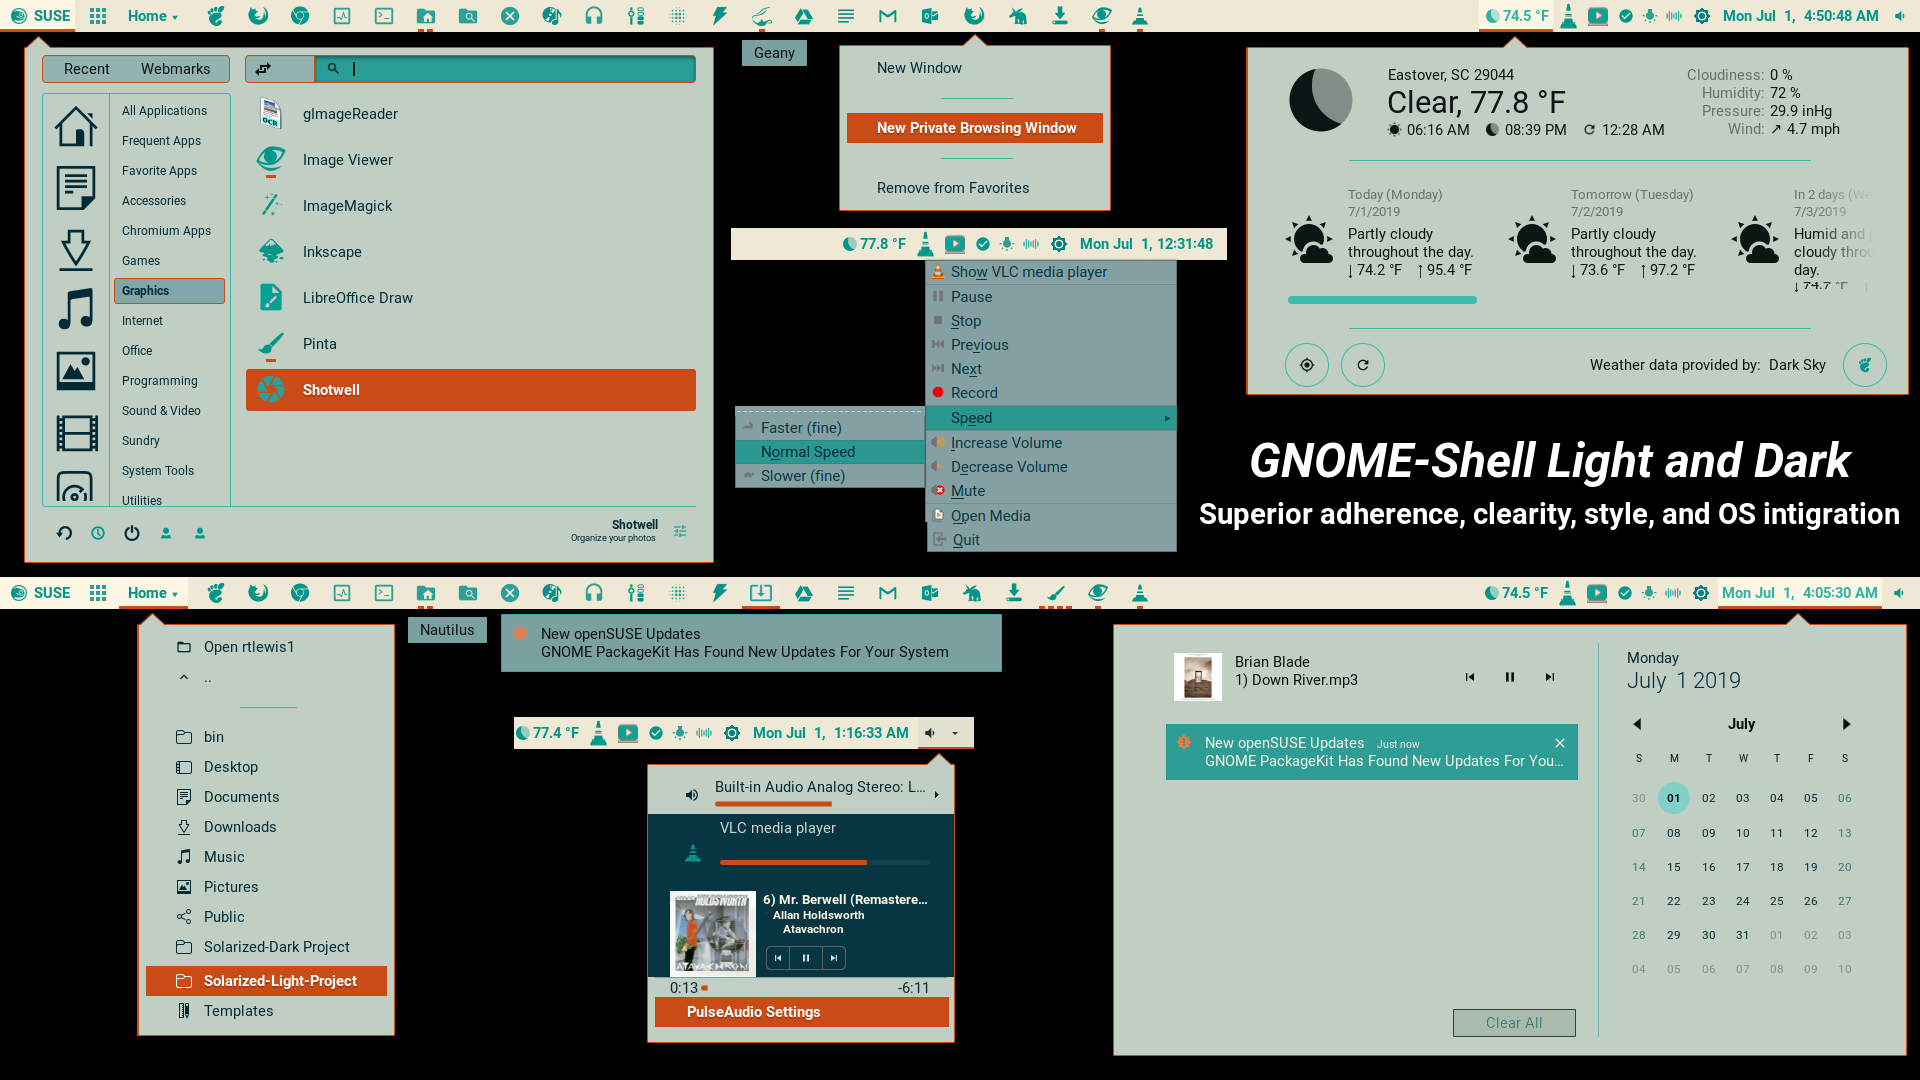 SUSE
Home
74.5 °F
Mon Jul 1, 4:50:48 AM
Recent
Webmarks
All Applications
Frequent Apps
Favorite Apps
Accessories
Chromium Apps
Games
Graphics
Internet
Office
Programming
Sound & Video
Sundry
System Tools
Utilities
OCR
gImageReader
Image Viewer
ImageMagick
Inkscape
LibreOffice Draw
Pinta
Shotwell
Shotwell
Organize your photos
Geany
New Window
New Private Browsing Window
Remove from Favorites
77.8 °F
Mon Jul 1, 12:31:48
Show VLC media player
Pause
Stop
Previous
Next
Record
Speed
Increase Volume
Decrease Volume
Mute
Open Media
Quit
Faster (fine)
Normal Speed
Slower (fine)
Eastover, SC 29044
Clear, 77.8 °F
06:16 AM 08:39 PM 12:28 AM
Cloudiness: 0 %
Humidity: 72 %
Pressure: 29.9 inHg
Wind: ↗ 4.7 mph
Today (Monday)
7/1/2019
Partly cloudy
throughout the day.
↓ 74.2 °F ↑ 95.4 °F
Tomorrow (Tuesday)
7/2/2019
Partly cloudy
throughout the day.
↓ 73.6 °F ↑ 97.2 °F
In 2 days (We
7/3/2019
Humid and
cloudy throu
day.
↓ 74.7 °F ↑
Weather data provided by: Dark Sky
GNOME-Shell Light and Dark
Superior adherence, clearity, style, and OS intigration
SUSE
Home
74.5 °F
Mon Jul 1, 4:05:30 AM
Open rtlewis1
..
bin
Desktop
Documents
Downloads
Music
Pictures
Public
Solarized-Dark Project
Solarized-Light-Project
Templates
Nautilus
New openSUSE Updates
GNOME PackageKit Has Found New Updates For Your System
77.4 °F
Mon Jul 1, 1:16:33 AM
Built-in Audio Analog Stereo: L…
VLC media player
HOLDSWORTH
ATAVACHRON
6) Mr. Berwell (Remastere…
Allan Holdsworth
Atavachron
0:13
-6:11
PulseAudio Settings
Brian Blade
1) Down River.mp3
New openSUSE Updates Just now
GNOME PackageKit Has Found New Updates For You…
Clear All
Monday
July 1 2019
July
S M T W T F S
30 01 02 03 04 05 06
07 08 09 10 11 12 13
14 15 16 17 18 19 20
21 22 23 24 25 26 27
28 29 30 31 01 02 03
04 05 06 07 08 09 10